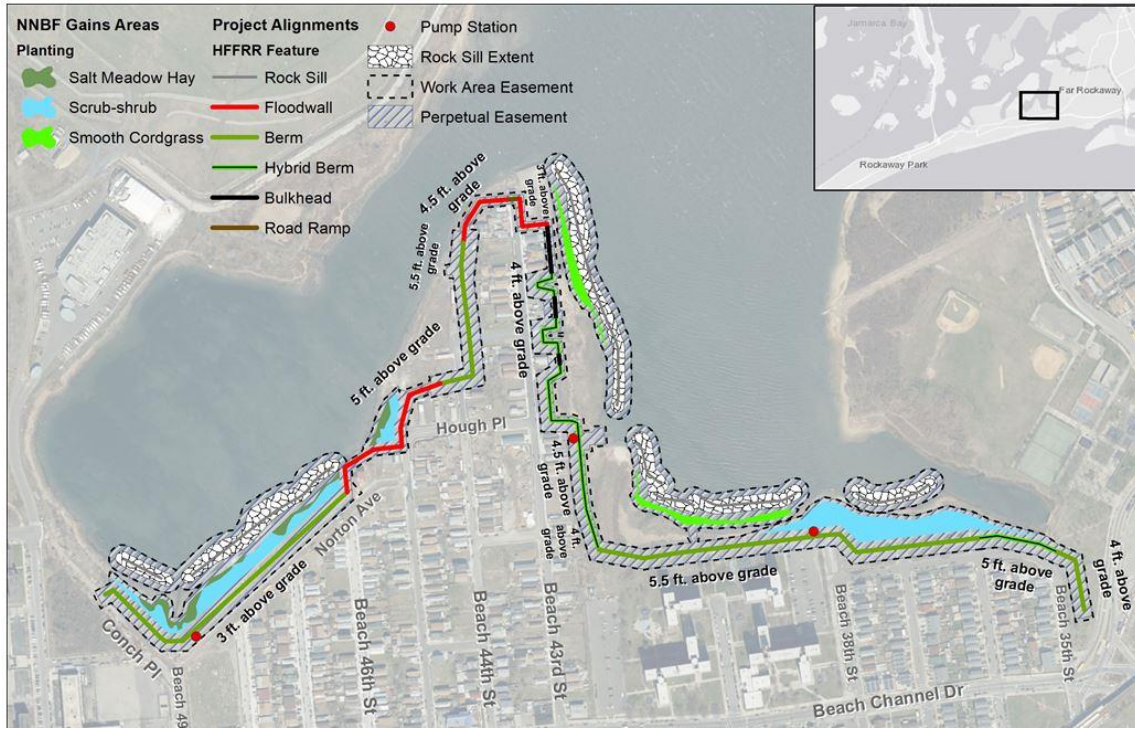 NNBF Gains Areas
Planting
Salt Meadow Hay
Scrub-shrub
Smooth Cordgrass
Project Alignments
HFFRR Feature
Rock Sill
Floodwall
Berm
Hybrid Berm
Bulkhead
Road Ramp
Pump Station
Rock Sill Extent
Work Area Easement
Perpetual Easement
Jamaica Bay
Far Rockaway
Rockaway Park
4.5 ft. above
grade
3 ft. above
grade
5.5 ft. above
grade
4 ft. above grade
5 ft. above grade
Hough Pl
4.5 ft. above
grade
Norton Ave
4 ft.
above
grade
3 ft. above grade
5.5 ft. above grade
5 ft. above
grade
4 ft. above
grade
Conch Pl
Beach 49
Beach 46th St
Beach 44th St
Beach 43rd St
Beach 38th St
Beach 35th St
Beach Channel Dr